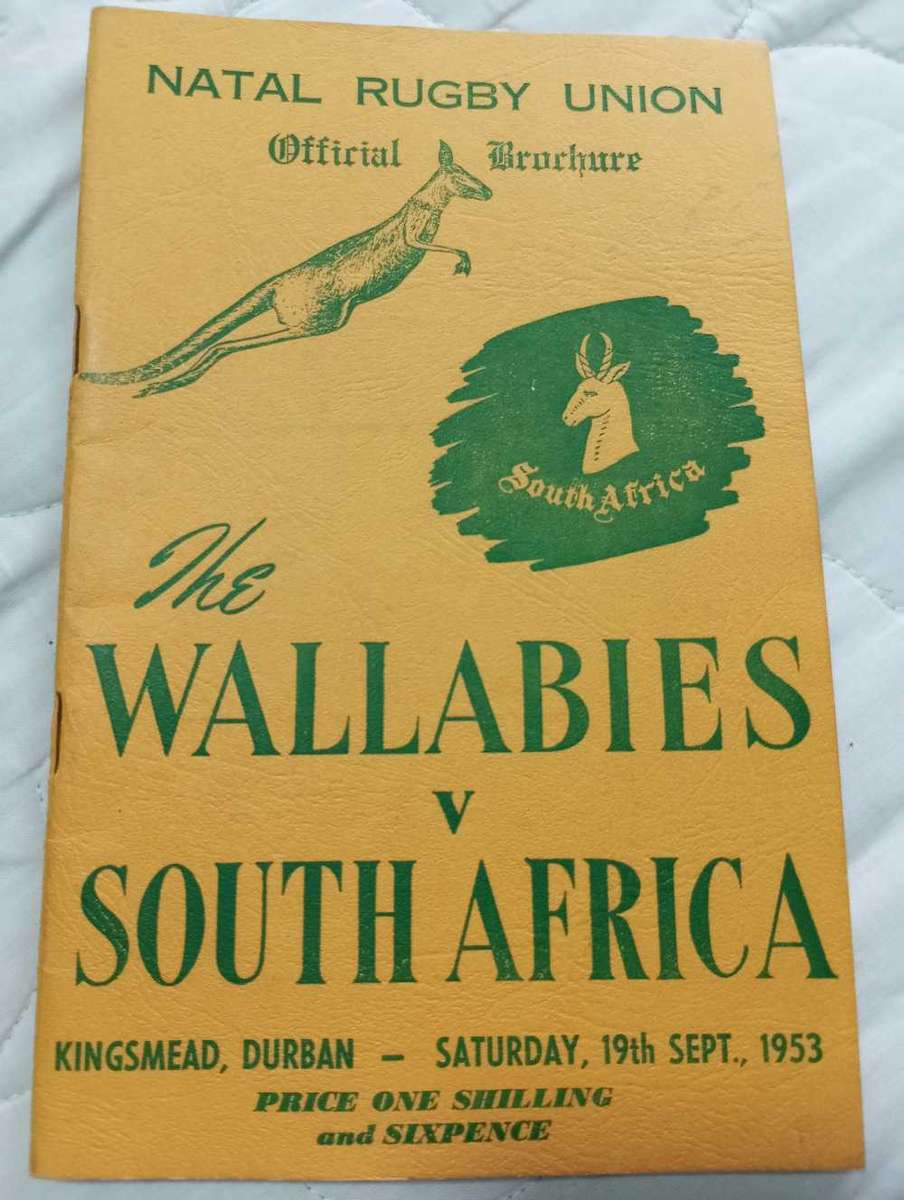 NATAL RUGBY UNION
Official Brochure
South Africa
The
WALLABIES
v
SOUTH AFRICA
KINGSMEAD, DURBAN – SATURDAY, 19th SEPT., 1953
PRICE ONE SHILLING
and SIXPENCE